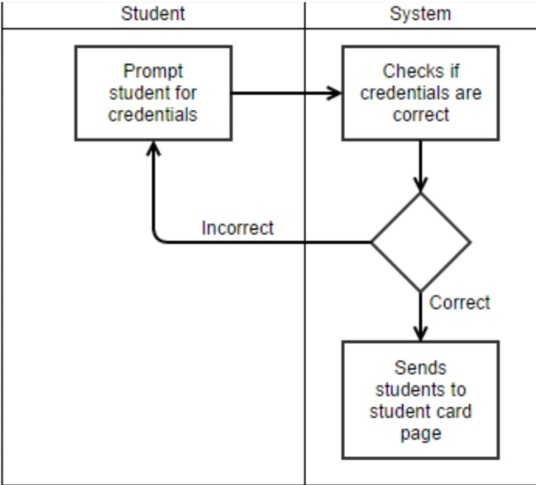 Student
System
Prompt
student for
credentials
Checks if
credentials are
correct
Incorrect
Correct
Sends
students to
student card
page